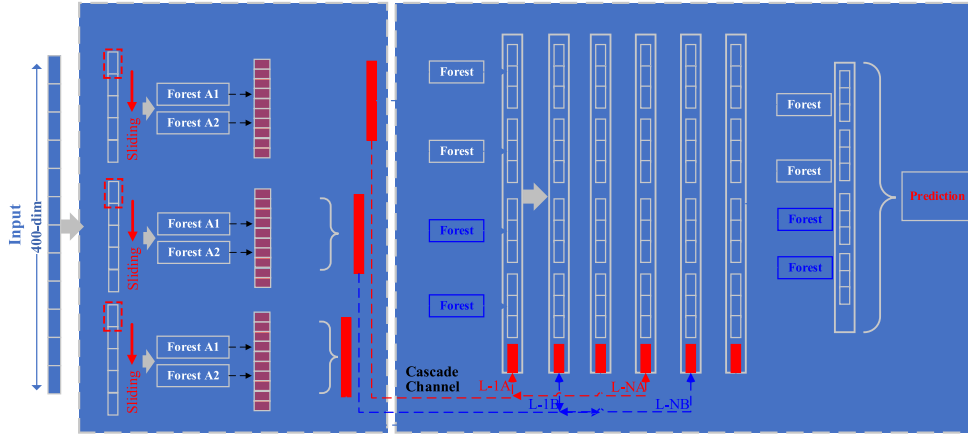 Input
400-dim
Sliding
Forest A1
Forest A2
Sliding
Forest A1
Forest A2
Sliding
Forest A1
Forest A2
Forest
Forest
Forest
Forest
Cascade
Channel
L-1A
L-NA
L-1B
L-NB
Forest
Forest
Forest
Forest
Prediction